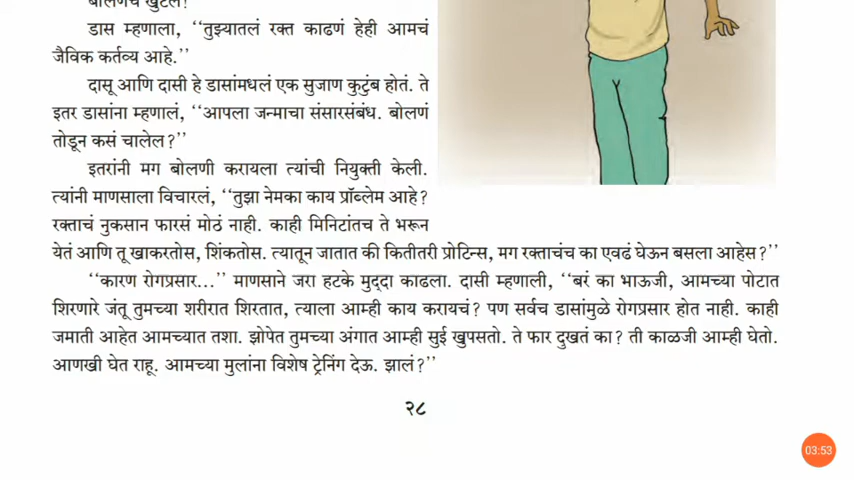 बोलणंच खुंटलं!
डास म्हणाला, ‘‘तुझ्यातलं रक्त काढणं हेही आमचं
जैविक कर्तव्य आहे.’’
दासू आणि दासी हे डासांमधलं एक सुजाण कुटुंब होतं. ते
इतर डासांना म्हणालं, ‘‘आपला जन्माचा संसारसंबंध. बोलणं
तोडून कसं चालेल?’’
इतरांनी मग बोलणी करायला त्यांची नियुक्ती केली.
त्यांनी माणसाला विचारलं, ‘‘तुझा नेमका काय प्रॉब्लेम आहे?
रक्ताचं नुकसान फारसं मोठं नाही. काही मिनिटांतच ते भरून
येतं आणि तू खाकरतोस, शिंकतोस. त्यातून जातात की कितीतरी प्रोटिन्स, मग रक्ताचंच का एवढं घेऊन बसला आहेस?’’
‘‘कारण रोगप्रसार...’’ माणसाने जरा हटके मुद्दा काढला. दासी म्हणाली, ‘‘बरं का भाऊजी, आमच्या पोटात
शिरणारे जंतू तुमच्या शरीरात शिरतात, त्याला आम्ही काय करायचं? पण सर्वच डासांमुळे रोगप्रसार होत नाही. काही
जमाती आहेत आमच्यात तशा. झोपेत तुमच्या अंगात आम्ही सुई खुपसतो. ते फार दुखतं का? ती काळजी आम्ही घेतो.
आणखी घेत राहू. आमच्या मुलांना विशेष ट्रेनिंग देऊ. झालं?’’
२८
03:53